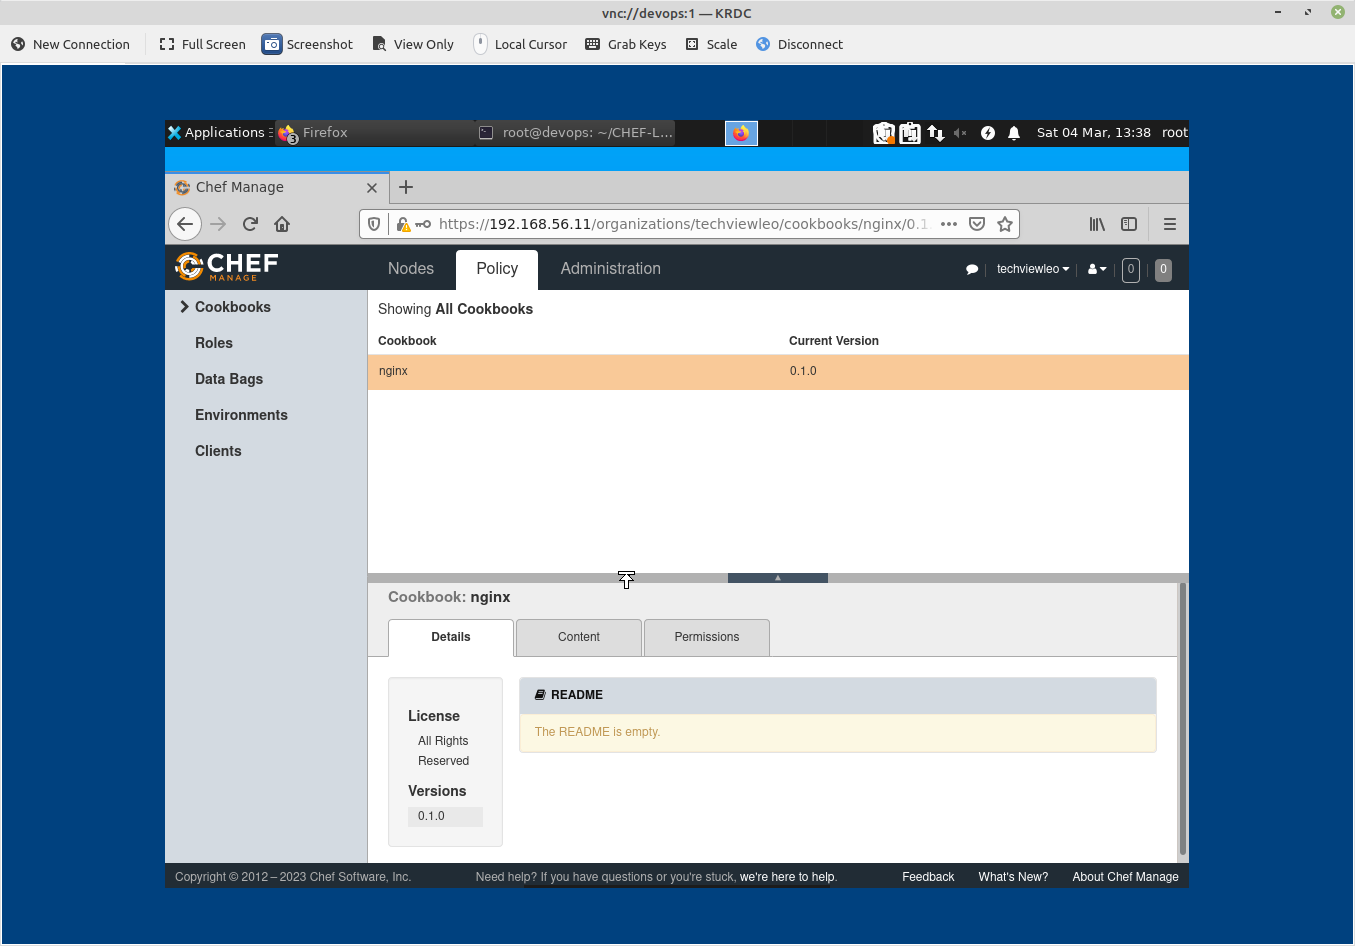 vnc://devops:1 — KRDC
New Connection Full Screen Screenshot View Only Local Cursor Grab Keys Scale Disconnect
Applications 3 Firefox root@devops: ~/CHEF-L... Sat 04 Mar, 13:38 root
Chef Manage
https://192.168.56.11/organizations/techviewleo/cookbooks/nginx/0.1.
CHEF MANAGE Nodes Policy Administration techviewleo 0 0
Cookbooks
Roles
Data Bags
Environments
Clients
Showing All Cookbooks
Cookbook Current Version
nginx 0.1.0
Cookbook: nginx
Details Content Permissions
License
All Rights
Reserved
Versions
0.1.0
README
The README is empty.
Copyright © 2012 – 2023 Chef Software, Inc. Need help? If you have questions or you're stuck, we're here to help. Feedback What's New? About Chef Manage